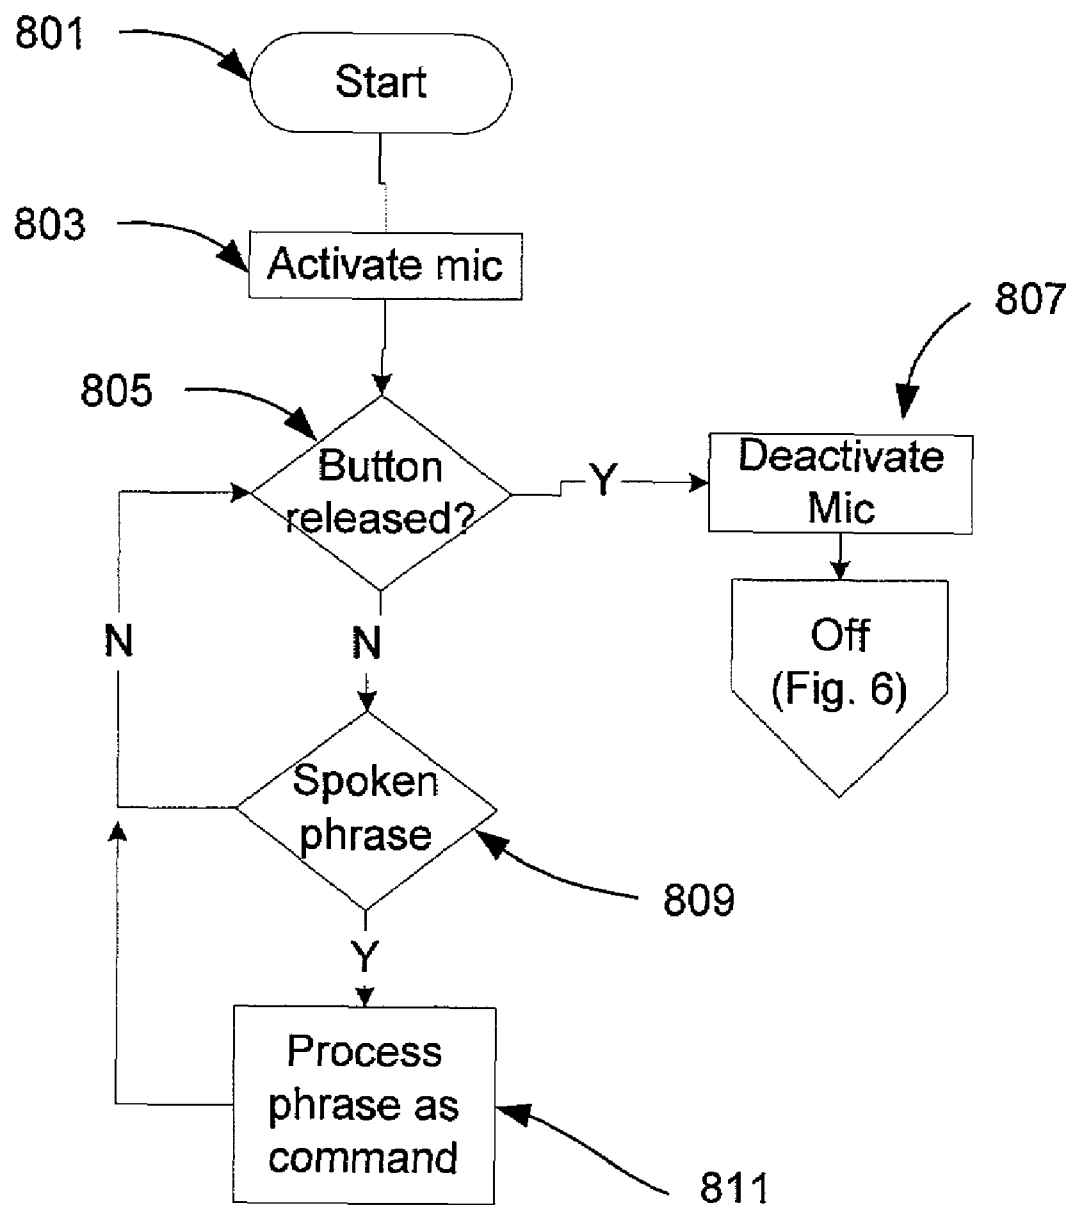 801
Start
803
Activate mic
807
805
Button
released?
Y
Deactivate
Mic
N
N
Off
(Fig. 6)
Spoken
phrase
809
Y
Process
phrase as
command
811